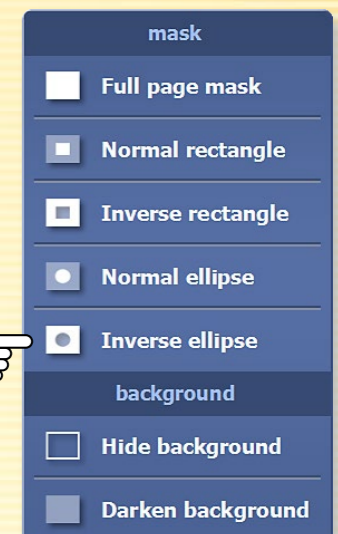 mask
Full page mask
Normal rectangle
Inverse rectangle
Normal ellipse
Inverse ellipse
background
Hide background
Darken background